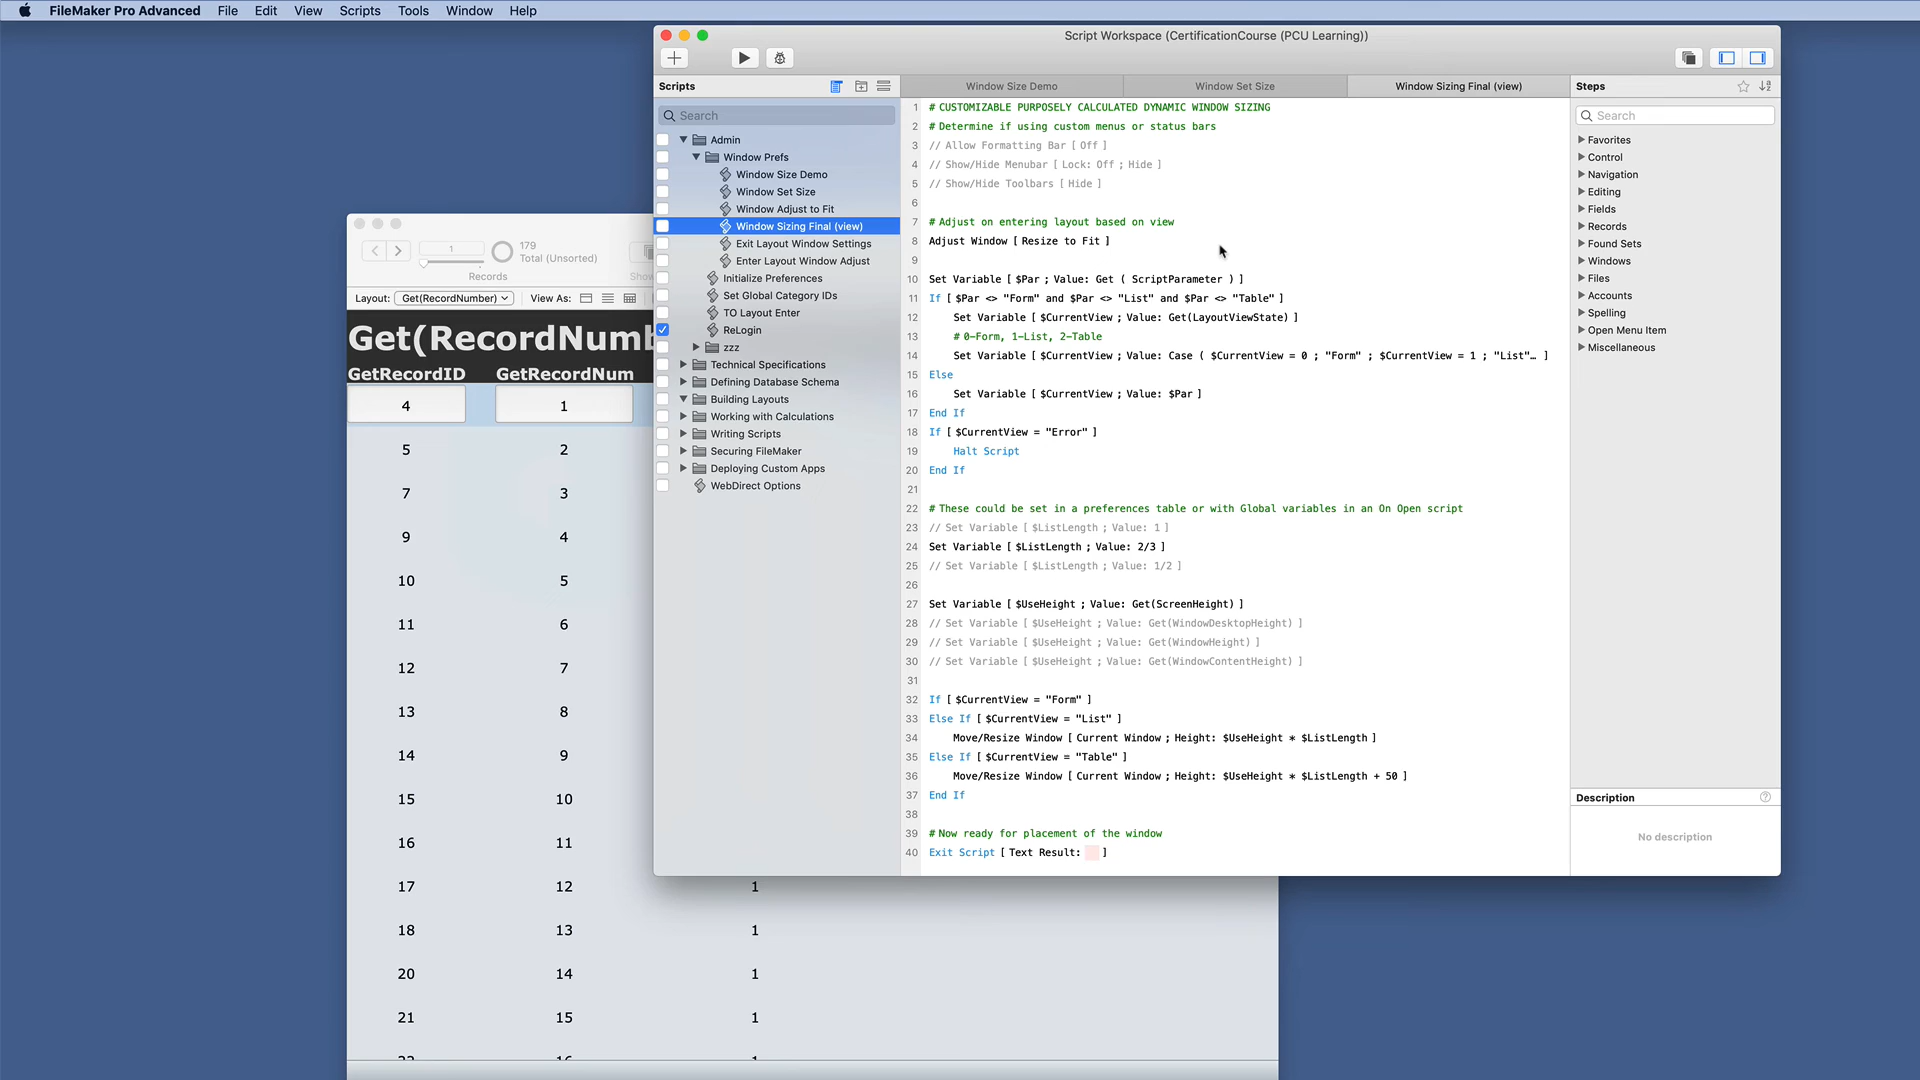 FileMaker Pro Advanced File Edit View Scripts Tools Window Help
Script Workspace (CertificationCourse (PCU Learning))
Scripts
Search
Admin
Window Prefs
Window Size Demo
Window Set Size
Window Adjust to Fit
Window Sizing Final (view)
Exit Layout Window Settings
Enter Layout Window Adjust
Initialize Preferences
Set Global Category IDs
TO Layout Enter
ReLogin
zzz
Technical Specifications
Defining Database Schema
Building Layouts
Working with Calculations
Writing Scripts
Securing FileMaker
Deploying Custom Apps
WebDirect Options
Window Size Demo Window Set Size Window Sizing Final (view)
1 # CUSTOMIZABLE PURPOSELY CALCULATED DYNAMIC WINDOW SIZING
2 # Determine if using custom menus or status bars
3 // Allow Formatting Bar [ Off ]
4 // Show/Hide Menubar [ Lock: Off ; Hide ]
5 // Show/Hide Toolbars [ Hide ]
6
7 # Adjust on entering layout based on view
8 Adjust Window [ Resize to Fit ]
9
10 Set Variable [ $Par ; Value: Get ( ScriptParameter ) ]
11 If [ $Par <> "Form" and $Par <> "List" and $Par <> "Table" ]
12 Set Variable [ $CurrentView ; Value: Get(LayoutViewState) ]
13 # 0-Form, 1-List, 2-Table
14 Set Variable [ $CurrentView ; Value: Case ( $CurrentView = 0 ; "Form" ; $CurrentView = 1 ; "List"… ]
15 Else
16 Set Variable [ $CurrentView ; Value: $Par ]
17 End If
18 If [ $CurrentView = "Error" ]
19 Halt Script
20 End If
21
22 # These could be set in a preferences table or with Global variables in an On Open script
23 // Set Variable [ $ListLength ; Value: 1 ]
24 Set Variable [ $ListLength ; Value: 2/3 ]
25 // Set Variable [ $ListLength ; Value: 1/2 ]
26
27 Set Variable [ $UseHeight ; Value: Get(ScreenHeight) ]
28 // Set Variable [ $UseHeight ; Value: Get(WindowDesktopHeight) ]
29 // Set Variable [ $UseHeight ; Value: Get(WindowHeight) ]
30 // Set Variable [ $UseHeight ; Value: Get(WindowContentHeight) ]
31
32 If [ $CurrentView = "Form" ]
33 Else If [ $CurrentView = "List" ]
34 Move/Resize Window [ Current Window ; Height: $UseHeight * $ListLength ]
35 Else If [ $CurrentView = "Table" ]
36 Move/Resize Window [ Current Window ; Height: $UseHeight * $ListLength + 50 ]
37 End If
38
39 # Now ready for placement of the window
40 Exit Script [ Text Result: ]
Steps
Search
Favorites
Control
Navigation
Editing
Fields
Records
Found Sets
Windows
Files
Accounts
Spelling
Open Menu Item
Miscellaneous
Description
No description
1
179
Total (Unsorted)
Records
Layout: Get(RecordNumber) View As:
Get(RecordNumb
GetRecordID GetRecordNum
4 1
5 2
7 3
9 4
10 5
11 6
12 7
13 8
14 9
15 10
16 11
17 12 1
18 13 1
20 14 1
21 15 1